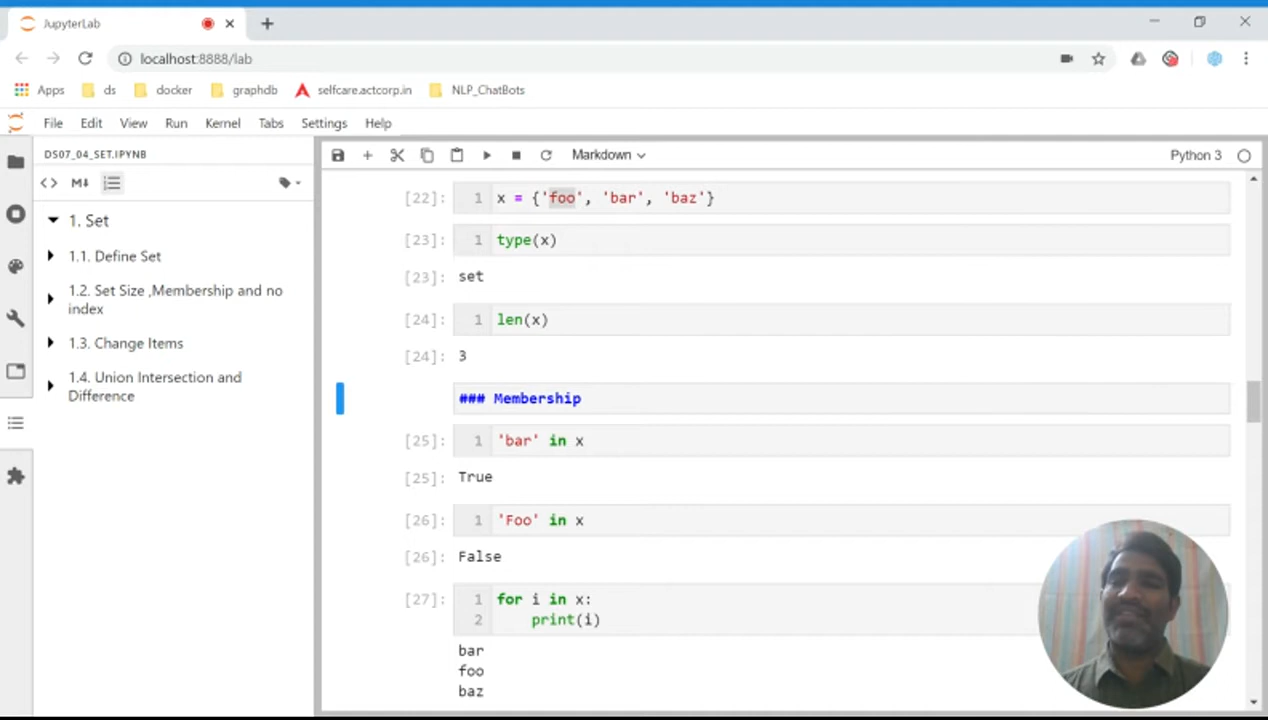 JupyterLab
localhost:8888/lab
Apps ds docker graphdb selfcare.actcorp.in NLP_ChatBots
File Edit View Run Kernel Tabs Settings Help
DS07_04_SET.IPYNB
M↓
1. Set
1.1. Define Set
1.2. Set Size ,Membership and no
index
1.3. Change Items
1.4. Union Intersection and
Difference
Markdown Python 3
[22]: 1 x = {'foo', 'bar', 'baz'}
[23]: 1 type(x)
[23]: set
[24]: 1 len(x)
[24]: 3
### Membership
[25]: 1 'bar' in x
[25]: True
[26]: 1 'Foo' in x
[26]: False
[27]: 1 for i in x:
2 print(i)
bar
foo
baz